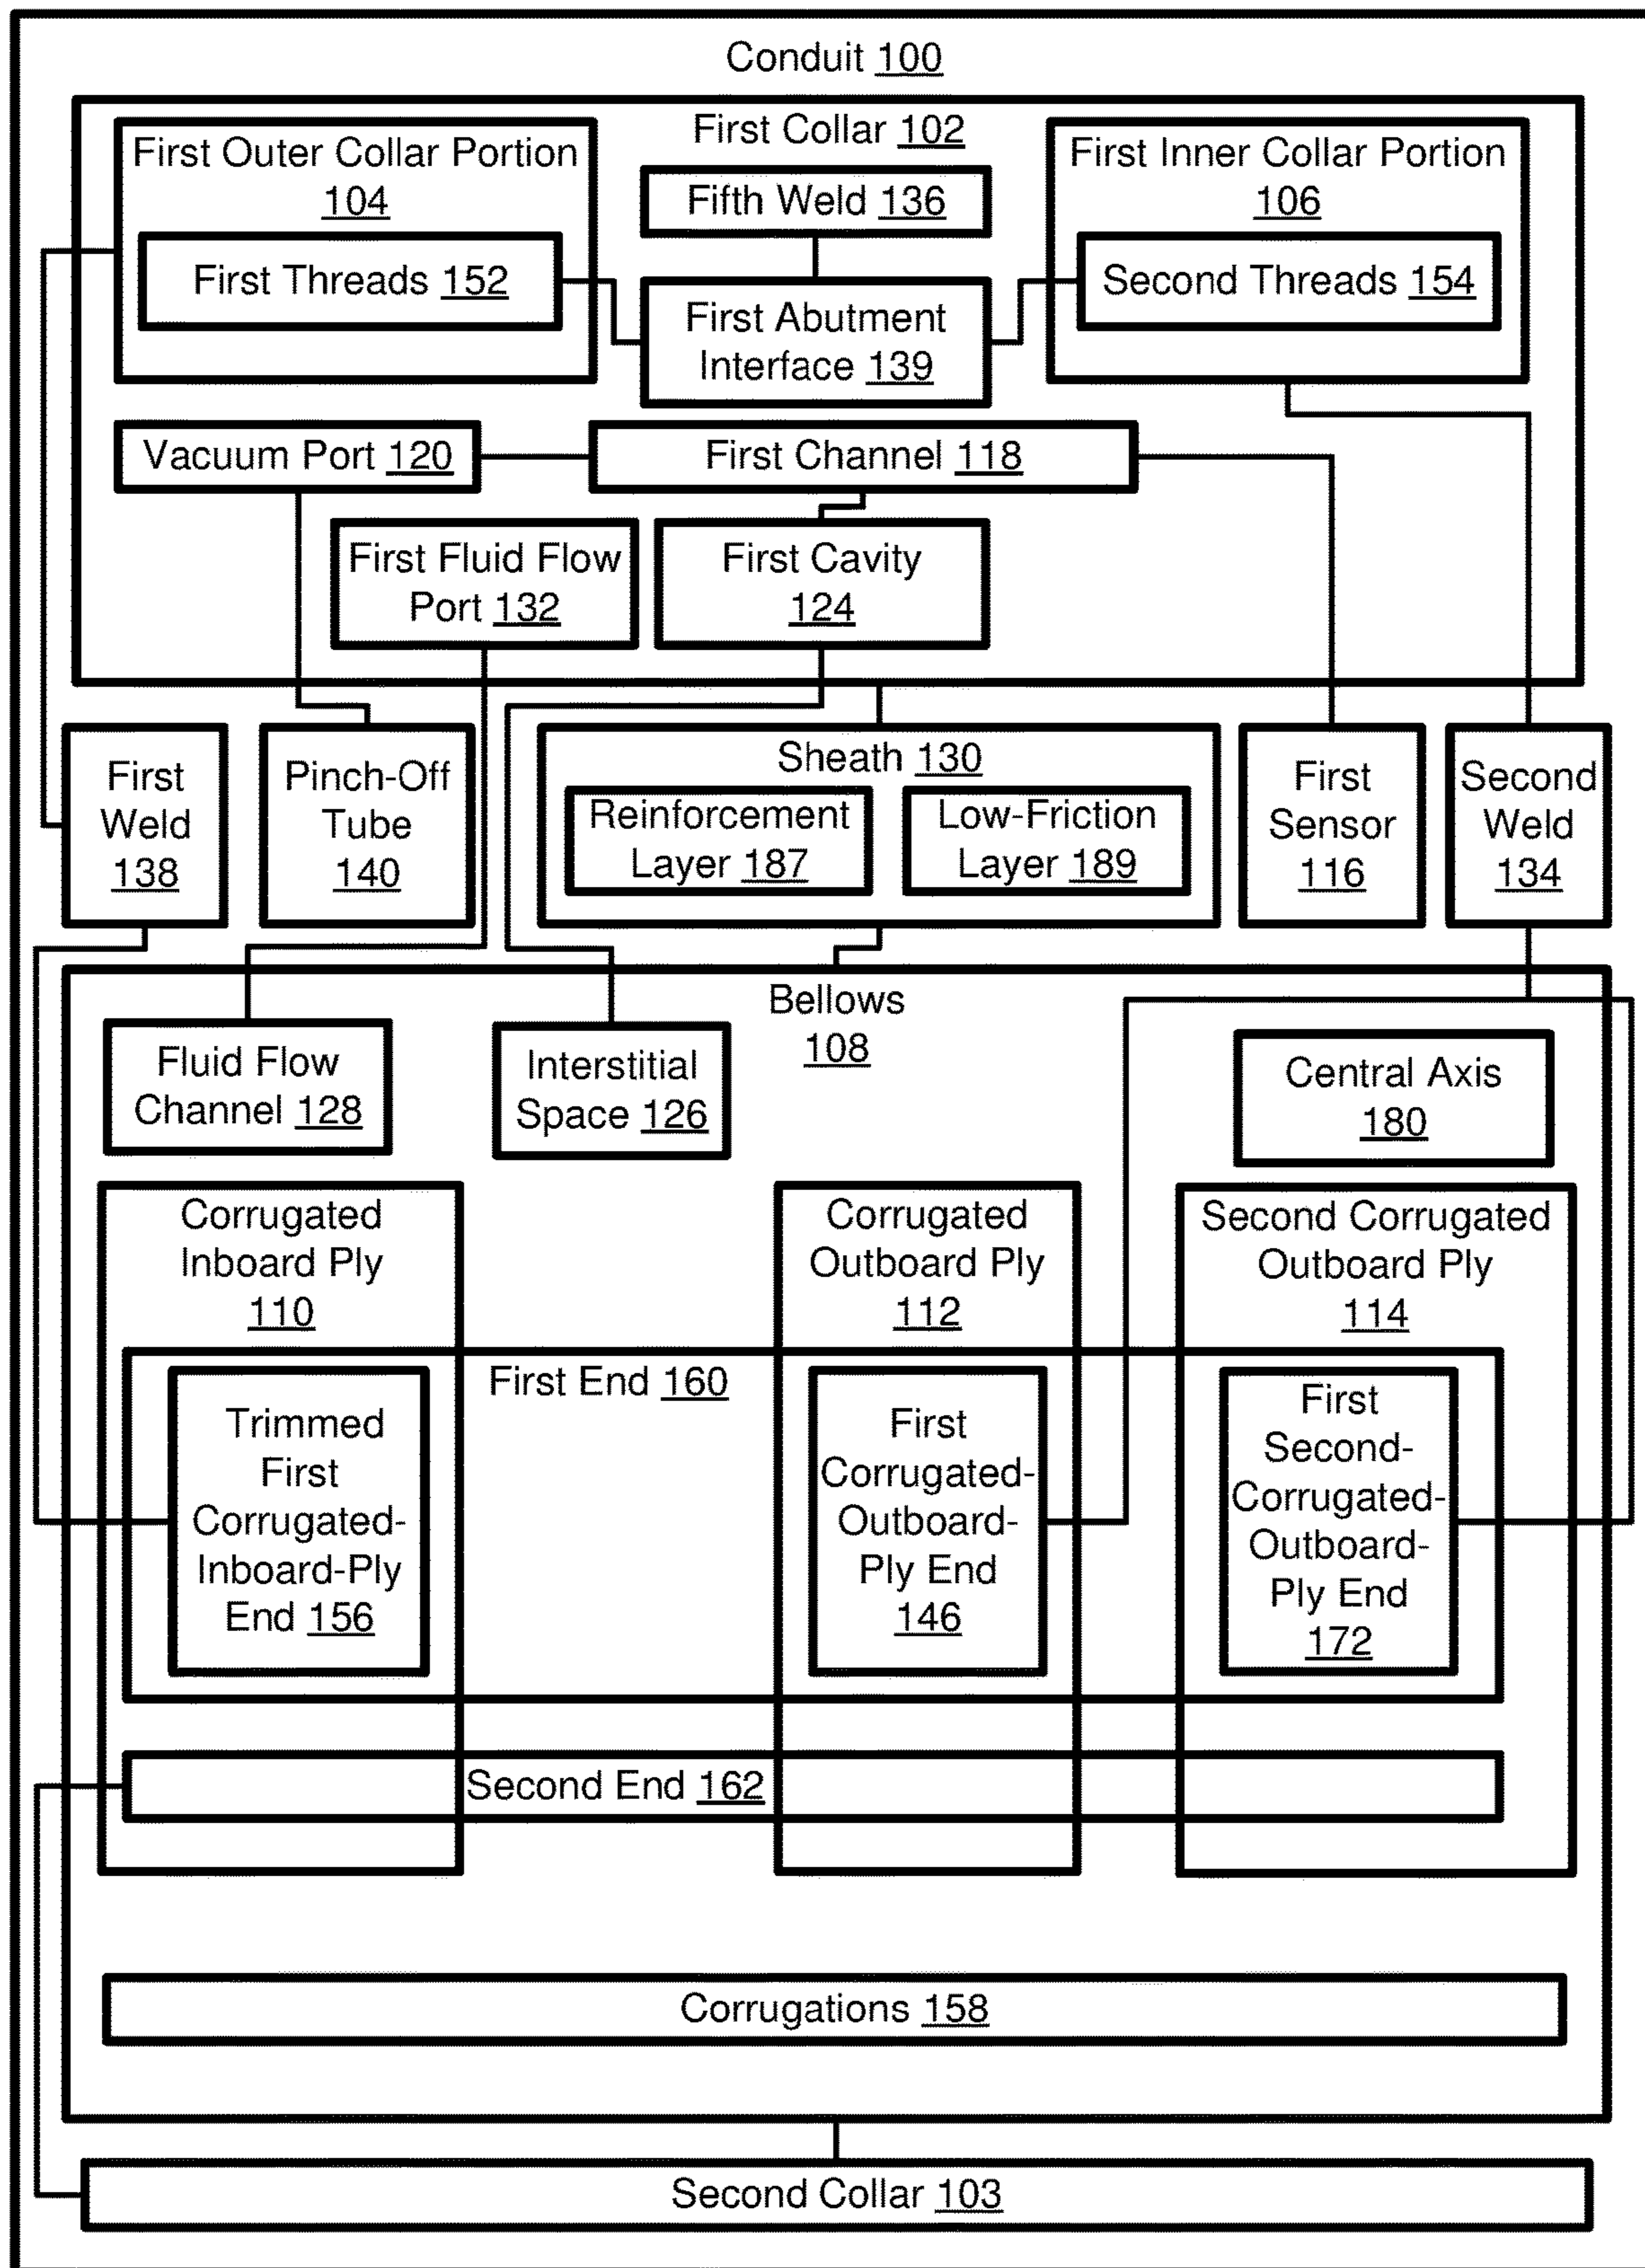 Conduit 100
First Collar 102
First Outer Collar Portion
104
First Threads 152
Fifth Weld 136
First Abutment
Interface 139
First Inner Collar Portion
106
Second Threads 154
Vacuum Port 120
First Channel 118
First Fluid Flow
Port 132
First Cavity
124
First
Weld
138
Pinch-Off
Tube
140
Sheath 130
Reinforcement
Layer 187
Low-Friction
Layer 189
First
Sensor
116
Second
Weld
134
Bellows
108
Fluid Flow
Channel 128
Interstitial
Space 126
Central Axis
180
Corrugated
Inboard Ply
110
Corrugated
Outboard Ply
112
Second Corrugated
Outboard Ply
114
First End 160
Trimmed
First
Corrugated-
Inboard-Ply
End 156
First
Corrugated-
Outboard-
Ply End
146
First
Second-
Corrugated-
Outboard-
Ply End
172
Second End 162
Corrugations 158
Second Collar 103